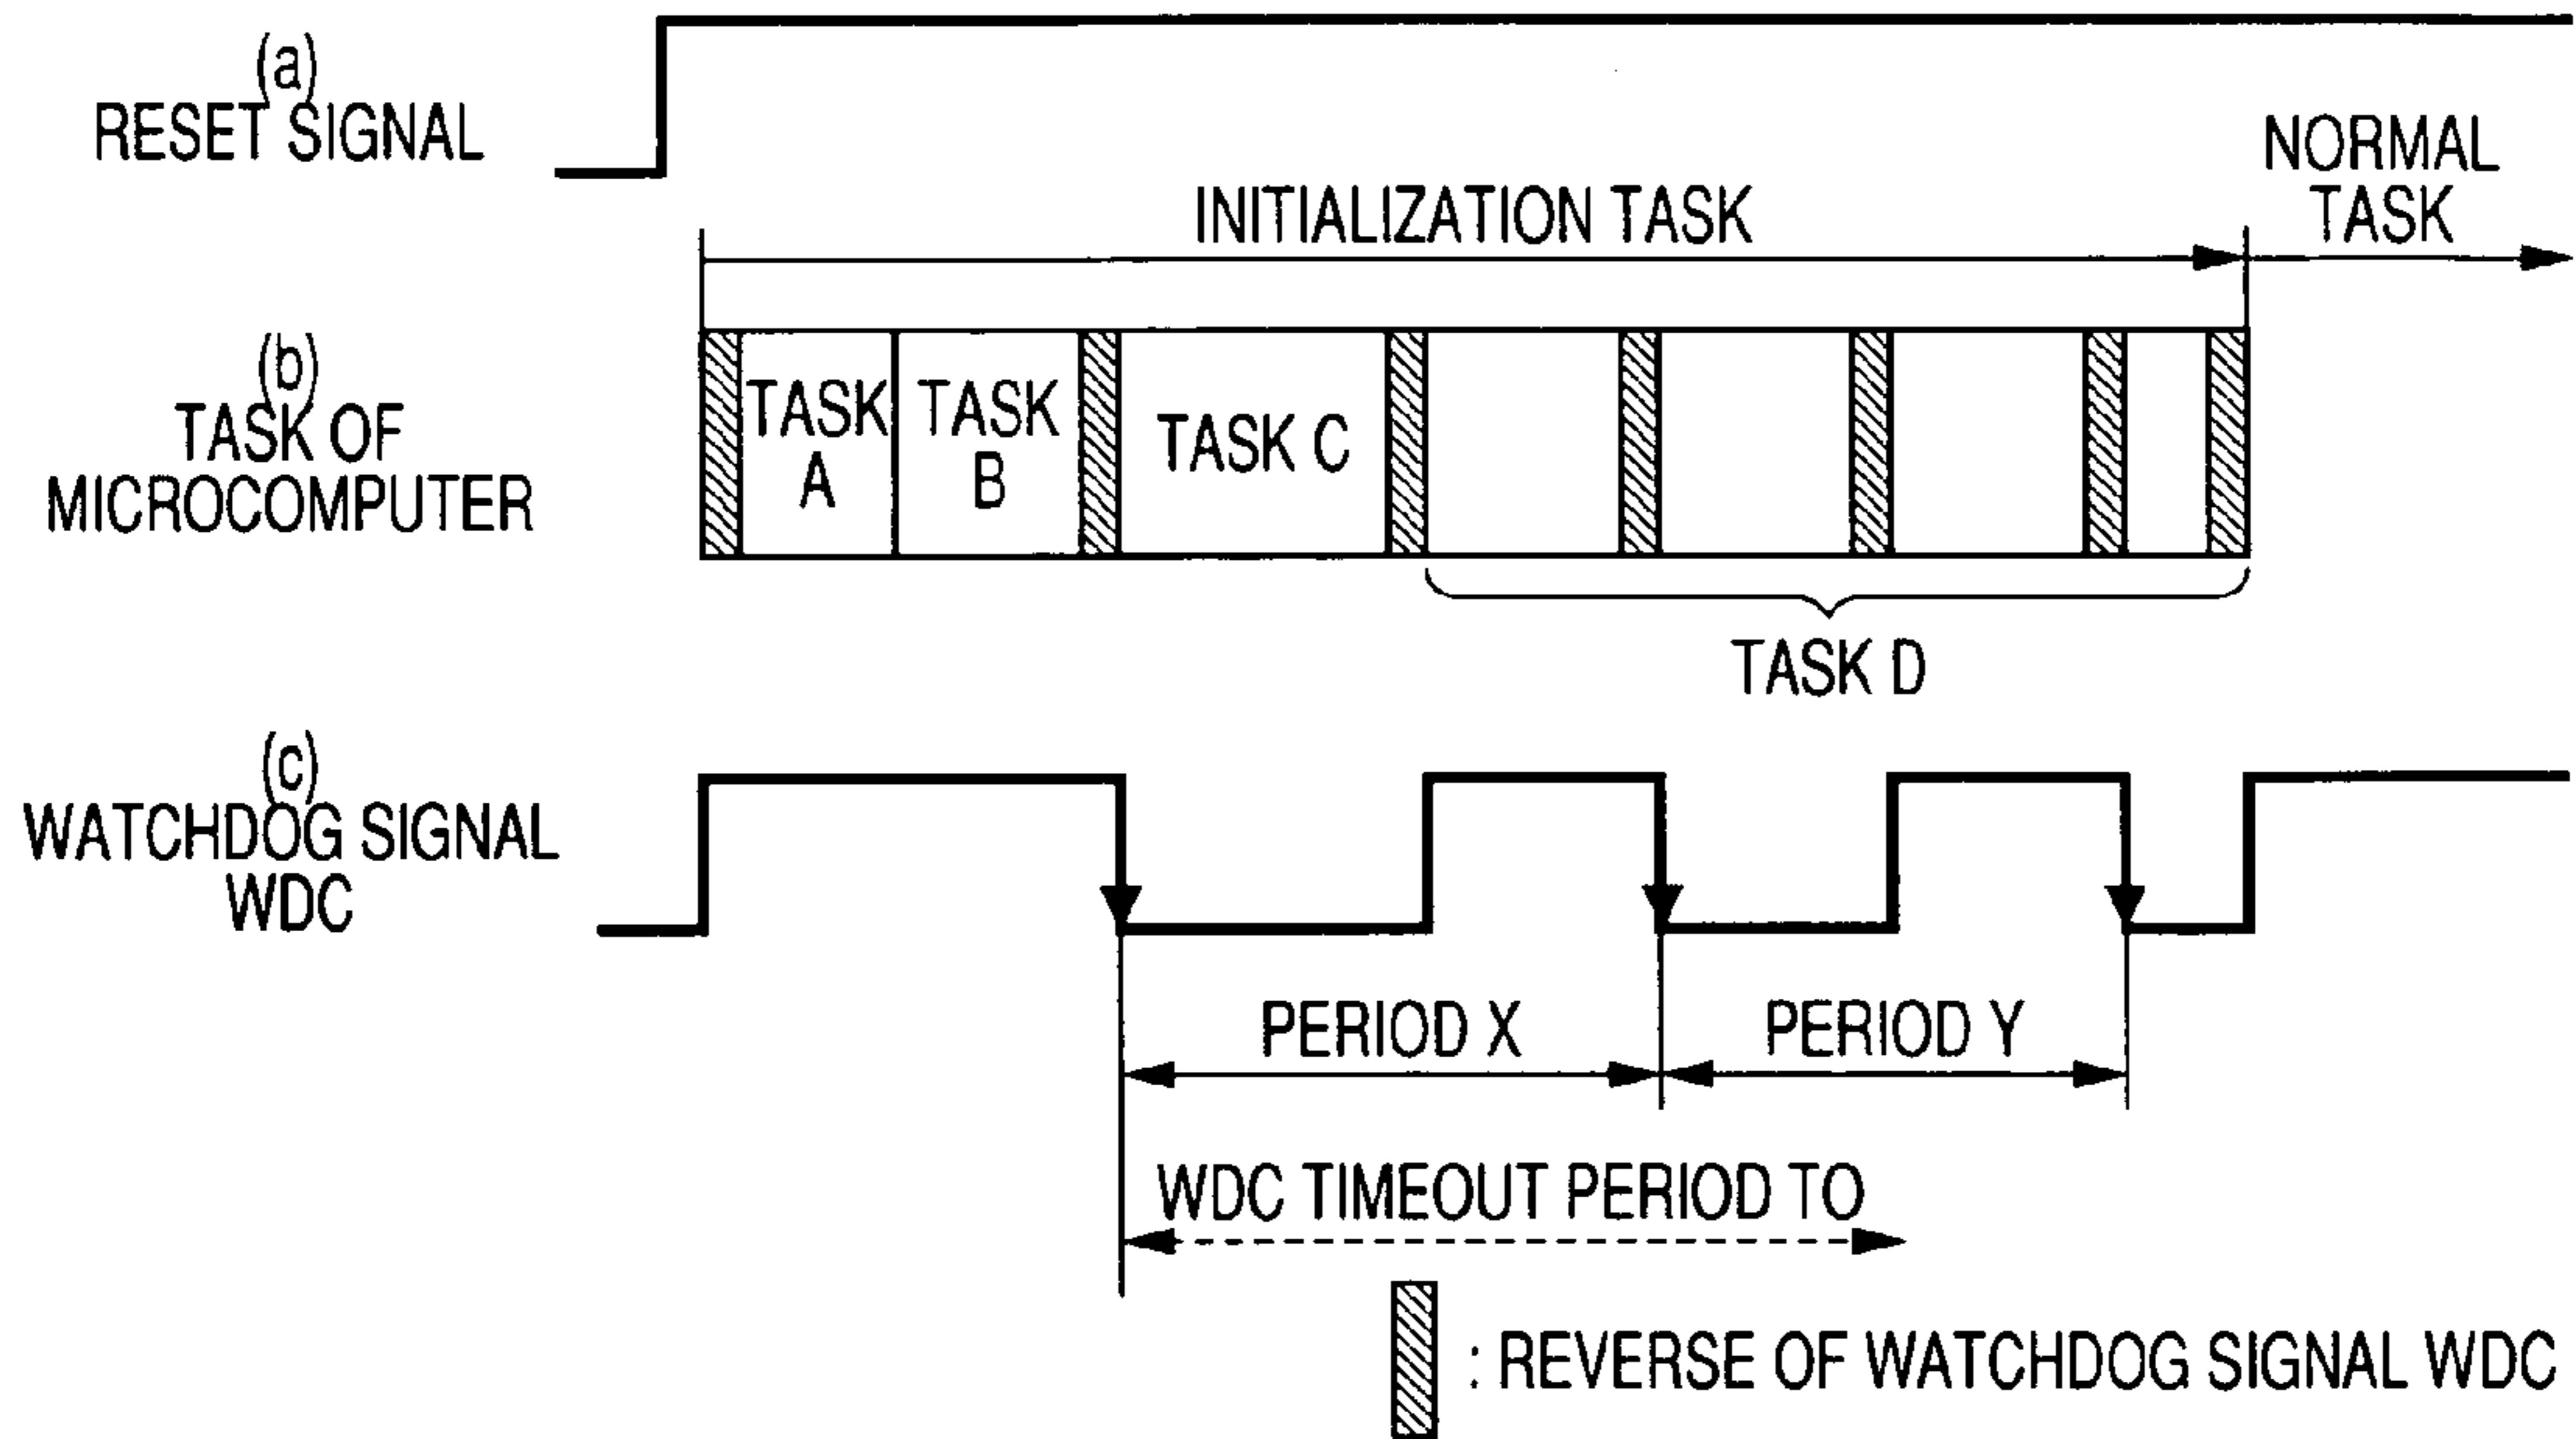 (a)
RESET SIGNAL
NORMAL
TASK
INITIALIZATION TASK
(b)
TASK OF
MICROCOMPUTER
TASK
A
TASK
B
TASK C
TASK D
(c)
WATCHDOG SIGNAL
WDC
PERIOD X
PERIOD Y
WDC TIMEOUT PERIOD TO
: REVERSE OF WATCHDOG SIGNAL WDC